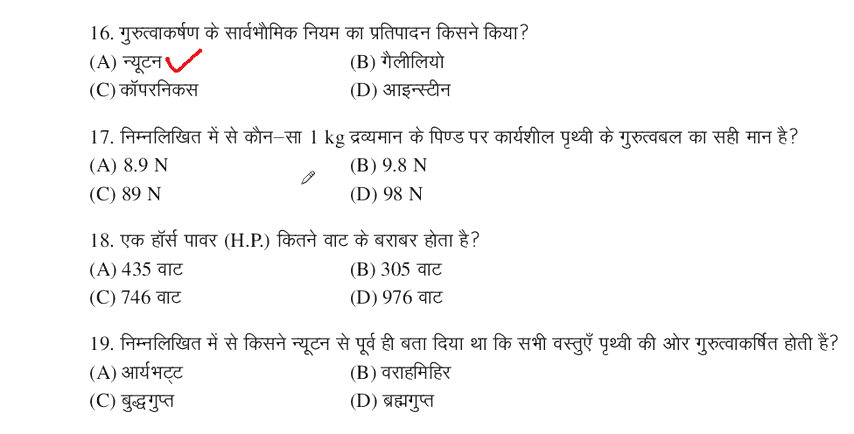 16. गुरुत्वाकर्षण के सार्वभौमिक नियम का प्रतिपादन किसने किया?
(A) न्यूटन (B) गैलीलियो
(C) कॉपरनिकस (D) आइन्स्टीन
17. निम्नलिखित में से कौन–सा 1 kg द्रव्यमान के पिण्ड पर कार्यशील पृथ्वी के गुरुत्वबल का सही मान है?
(A) 8.9 N (B) 9.8 N
(C) 89 N (D) 98 N
18. एक हॉर्स पावर (H.P.) कितने वाट के बराबर होता है?
(A) 435 वाट (B) 305 वाट
(C) 746 वाट (D) 976 वाट
19. निम्नलिखित में से किसने न्यूटन से पूर्व ही बता दिया था कि सभी वस्तुएँ पृथ्वी की ओर गुरुत्वाकर्षित होती हैं?
(A) आर्यभट्ट (B) वराहमिहिर
(C) बुद्धगुप्त (D) ब्रह्मगुप्त